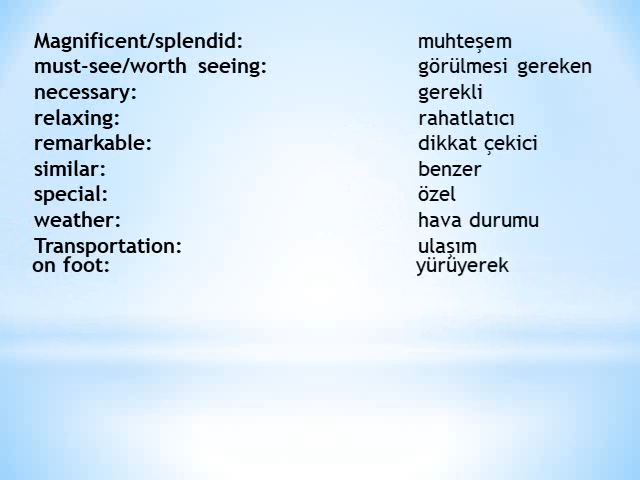 Magnificent/splendid: muhteşem
must-see/worth seeing: görülmesi gereken
necessary: gerekli
relaxing: rahatlatıcı
remarkable: dikkat çekici
similar: benzer
special: özel
weather: hava durumu
Transportation: ulaşım
on foot: yürüyerek